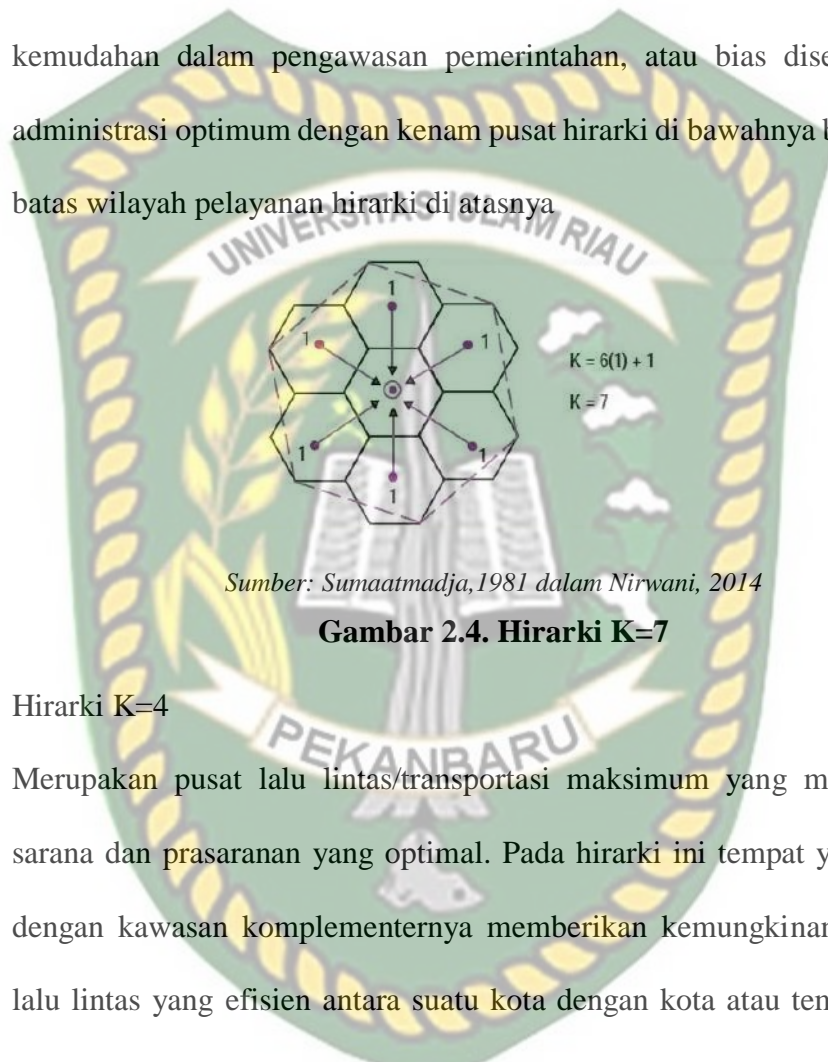 kemudahan dalam pengawasan pemerintahan, atau bias dise
administrasi optimum dengan kenam pusat hirarki di bawahnya b
batas wilayah pelayanan hirarki di atasnya
UNIVERSITAS ISLAM RIAU
1
1
1
K = 6(1) + 1
K = 7
1
1
1
Sumber: Sumaatmadja,1981 dalam Nirwani, 2014
Gambar 2.4. Hirarki K=7
Hirarki K=4
PEKANBARU
Merupakan pusat lalu lintas/transportasi maksimum yang m
sarana dan prasaranan yang optimal. Pada hirarki ini tempat y
dengan kawasan komplementernya memberikan kemungkinan
lalu lintas yang efisien antara suatu kota dengan kota atau tem